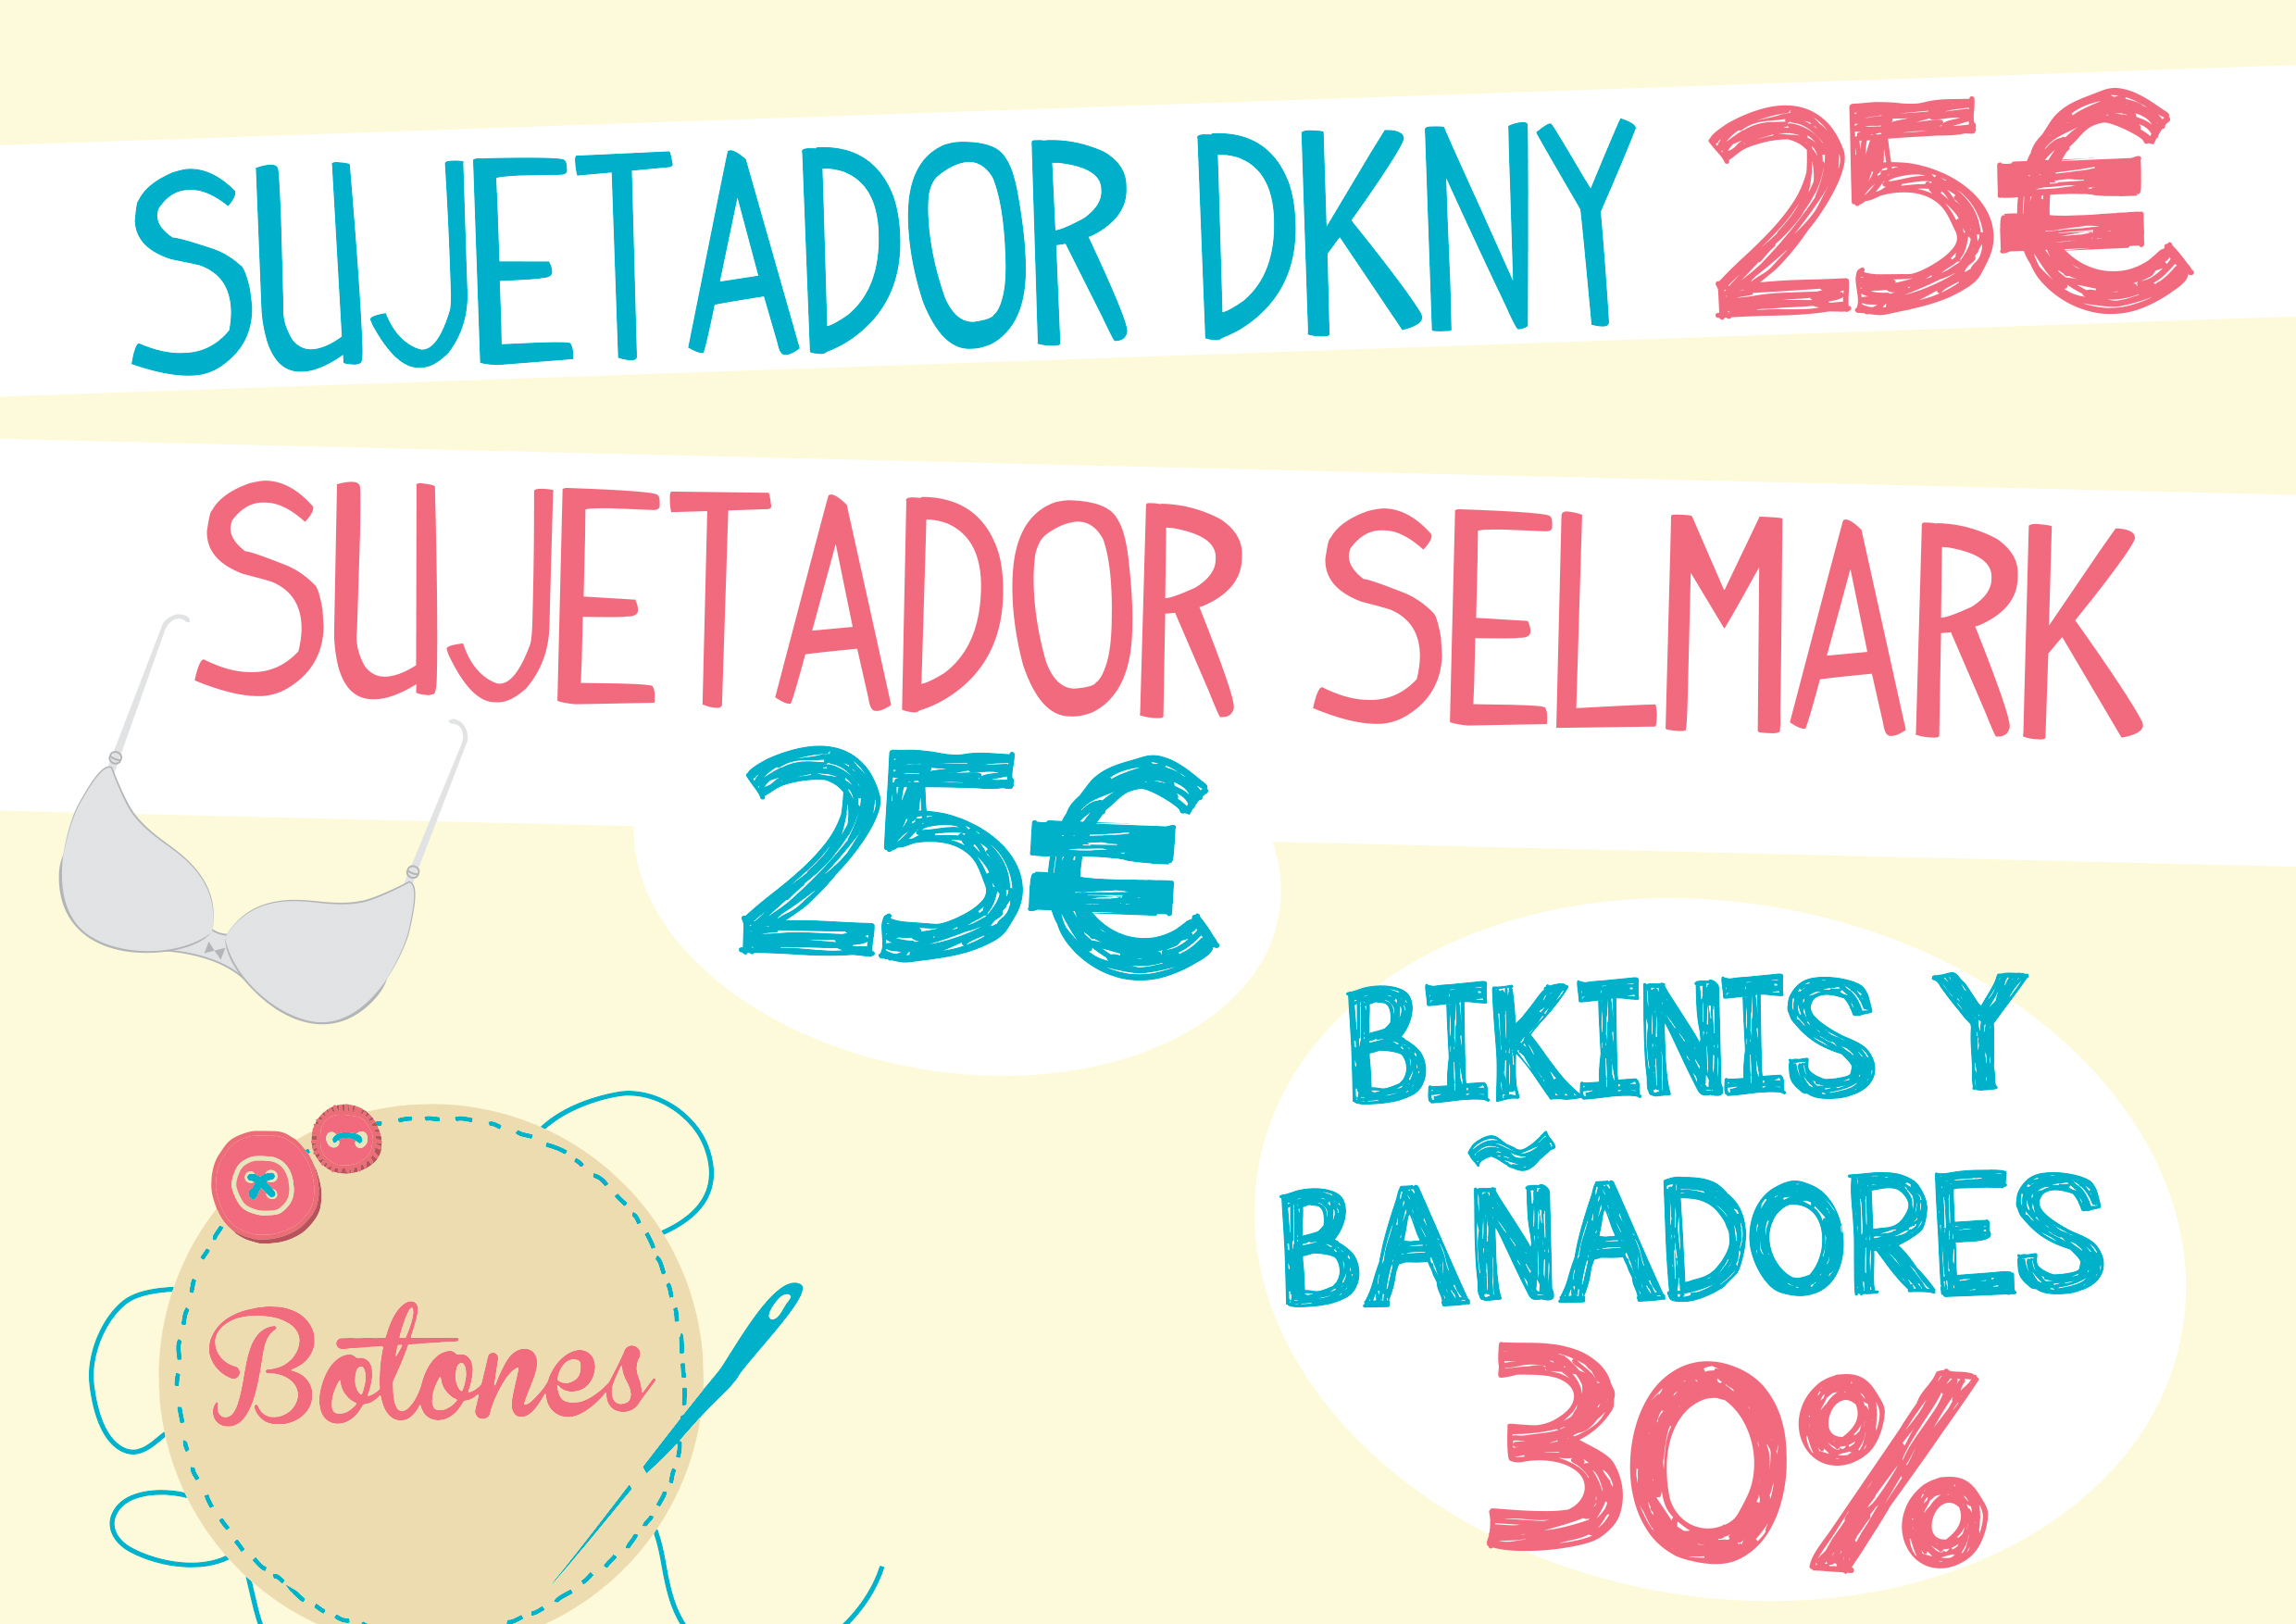 SUJETADOR DKNY 25€
SUJETADOR SELMARK
25€
BIKINIS Y
BAÑADORES
30%
Botones